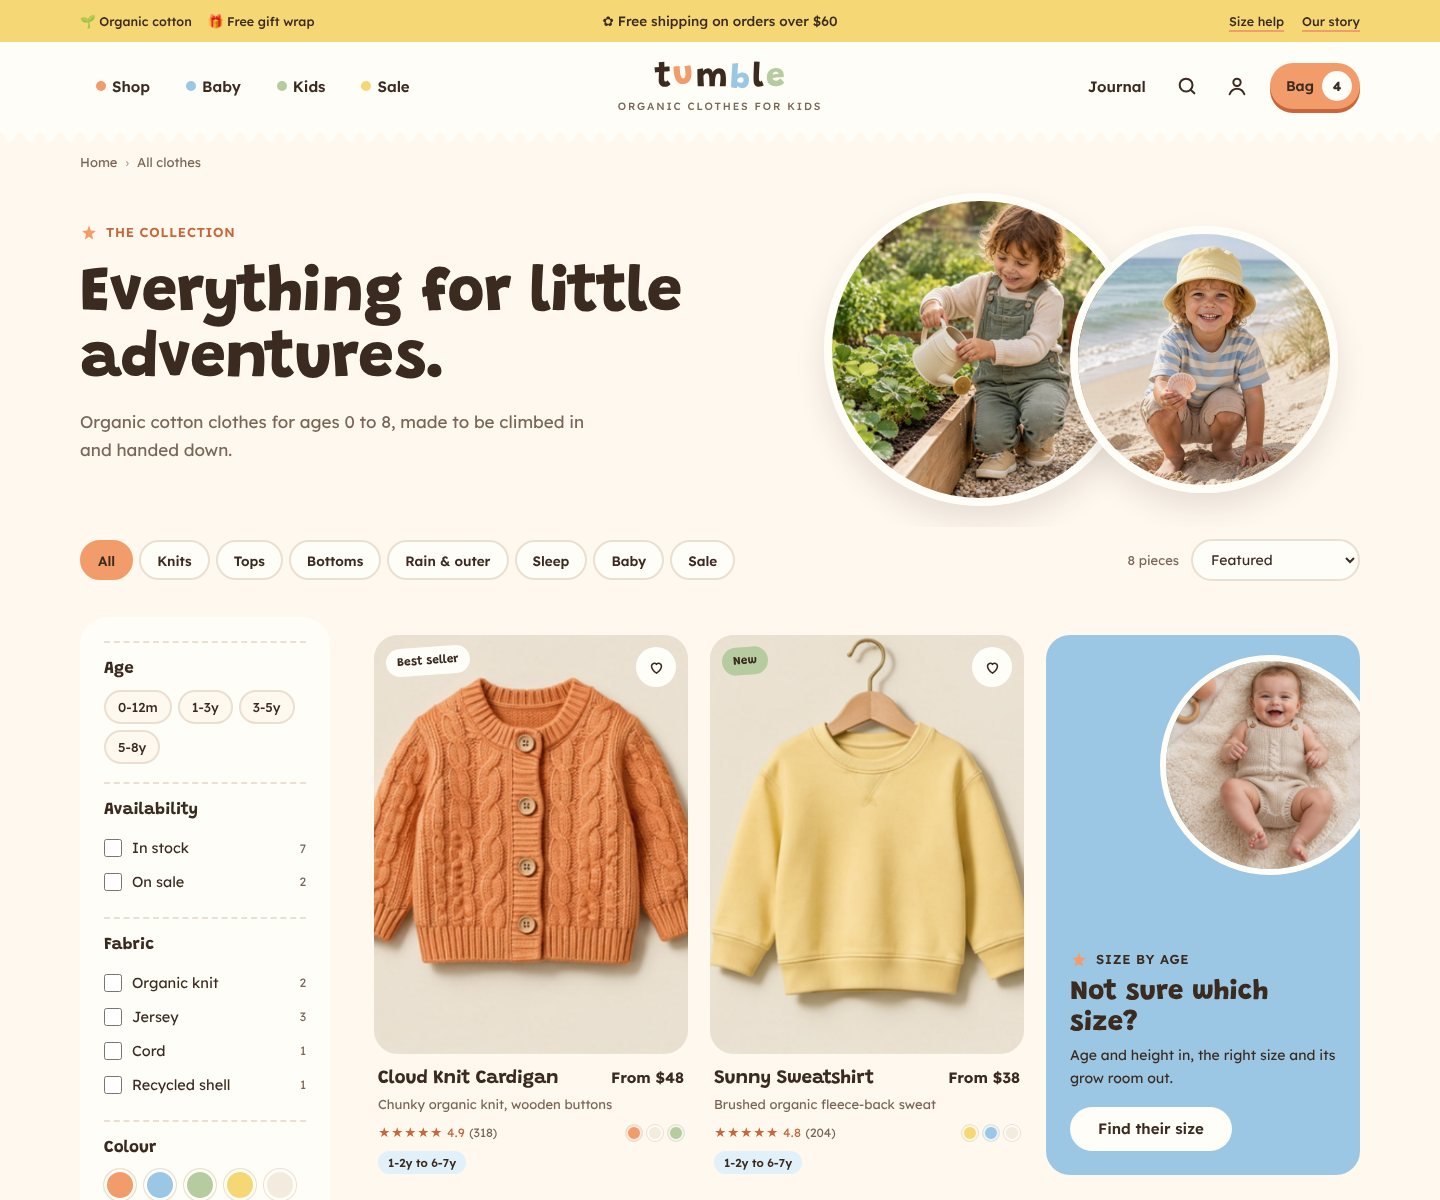 🌱 Organic cotton 🎁 Free gift wrap
✿ Free shipping on orders over $60
Size help Our story
Shop Baby Kids Sale
tumble
ORGANIC CLOTHES FOR KIDS
Journal
Bag 4
Home › All clothes
★ THE COLLECTION
Everything for little
adventures.
Organic cotton clothes for ages 0 to 8, made to be climbed in
and handed down.
All Knits Tops Bottoms Rain & outer Sleep Baby Sale
8 pieces Featured
Age
0-12m 1-3y 3-5y
5-8y
Availability
In stock 7
On sale 2
Fabric
Organic knit 2
Jersey 3
Cord 1
Recycled shell 1
Colour
Best seller
Cloud Knit Cardigan From $48
Chunky organic knit, wooden buttons
★★★★★ 4.9 (318)
1-2y to 6-7y
New
Sunny Sweatshirt From $38
Brushed organic fleece-back sweat
★★★★★ 4.8 (204)
1-2y to 6-7y
★ SIZE BY AGE
Not sure which
size?
Age and height in, the right size and its
grow room out.
Find their size